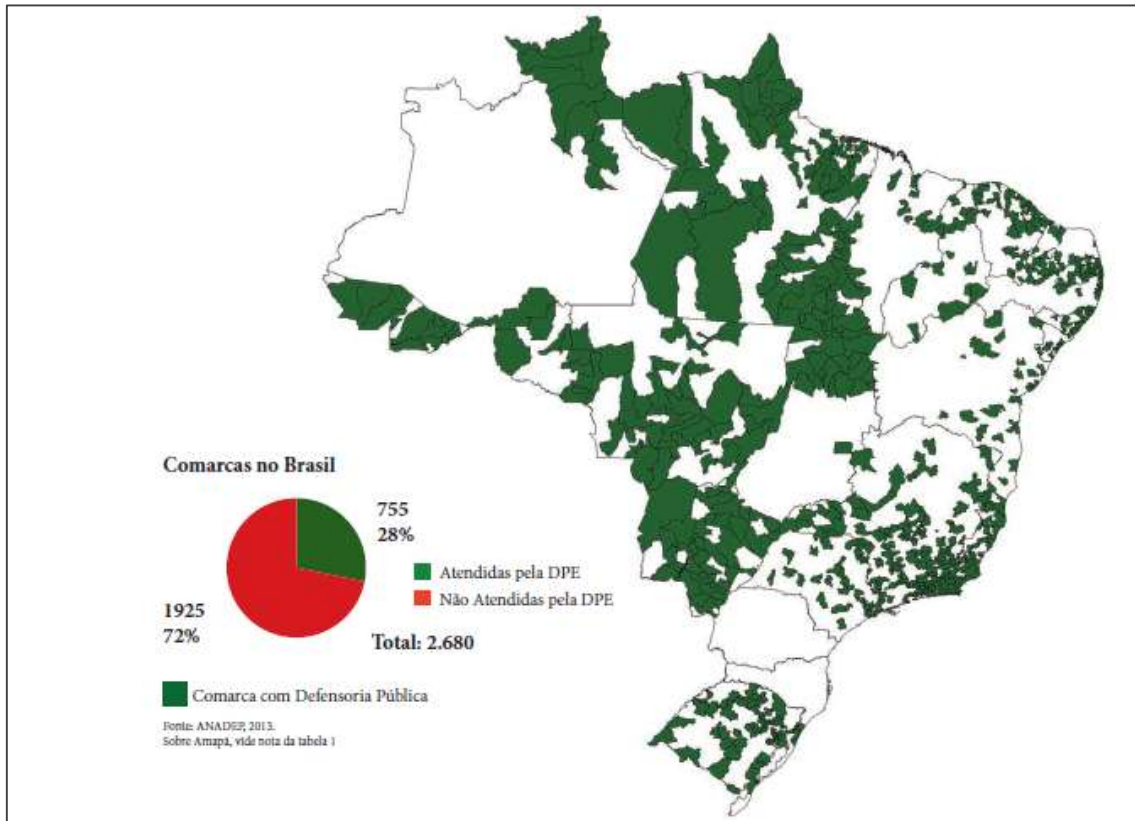 Comarcas no Brasil
755
28%
Atendidas pela DPE
Não Atendidas pela DPE
1925
72%
Total: 2.680
Comarca com Defensoria Pública
Fonte: ANADEP, 2013.
Sobre Amapá, vide nota da tabela 1